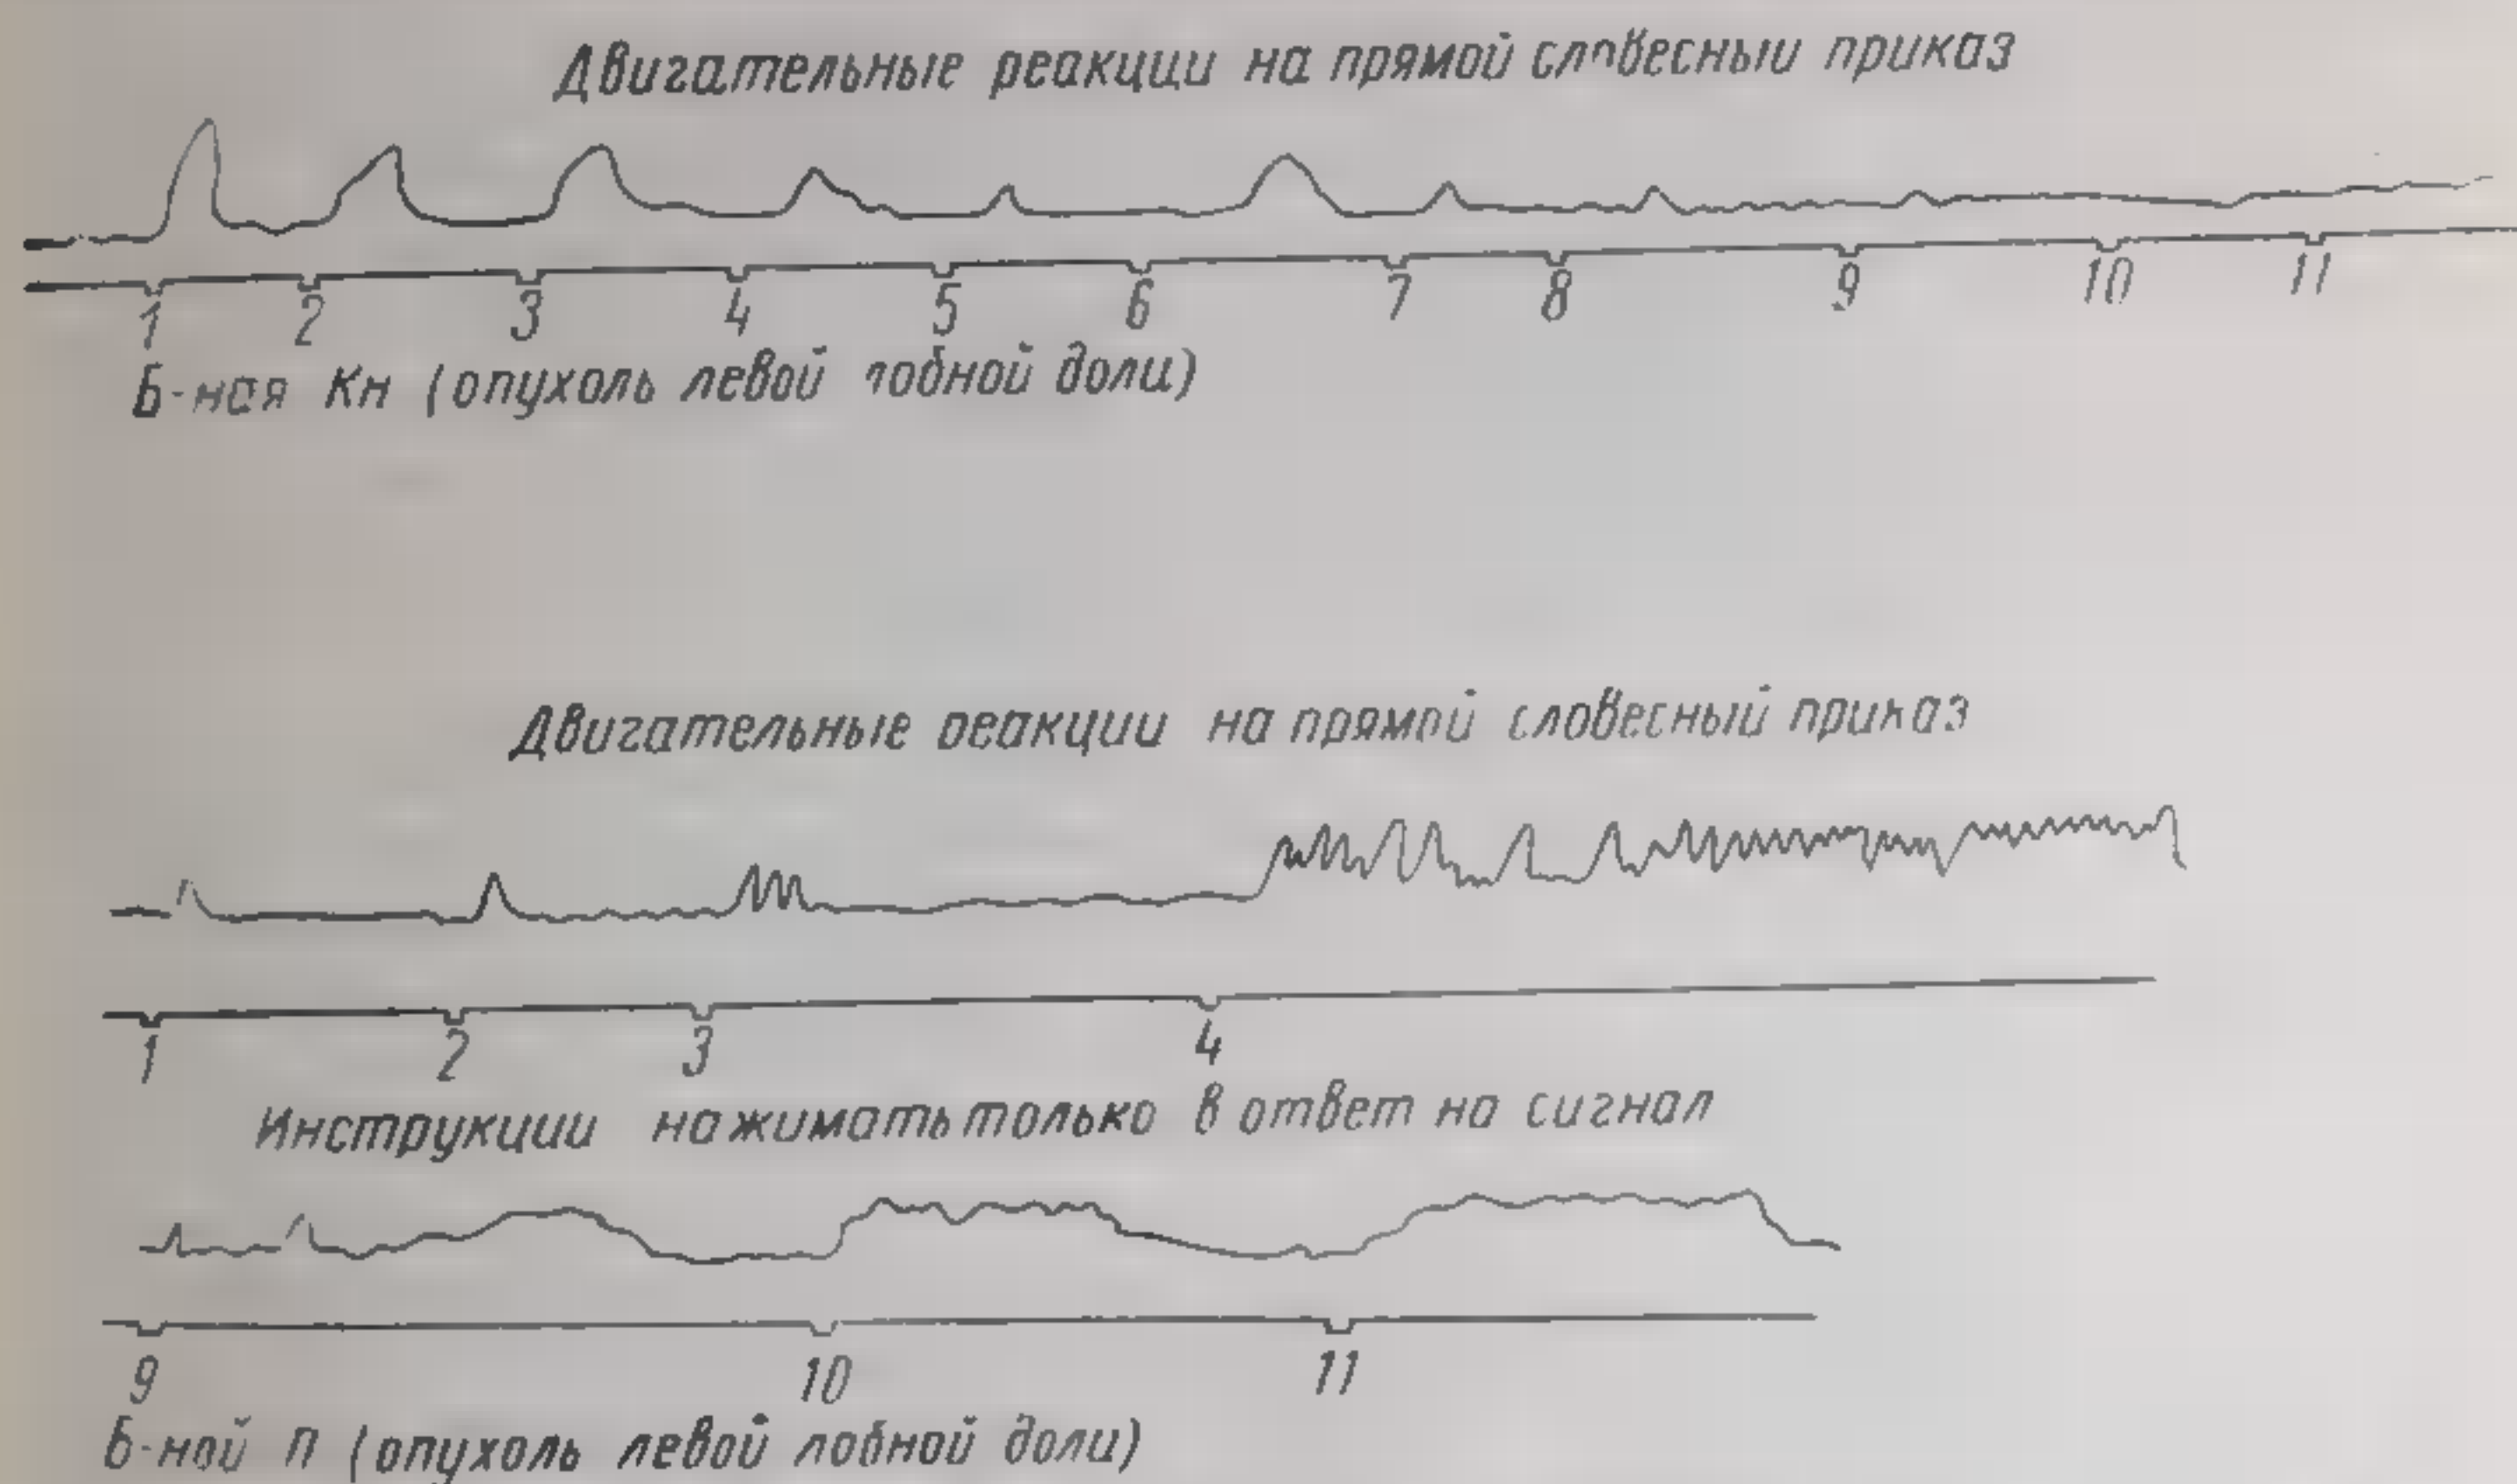 Двигательные реакции на прямой словесный приказ
1 2 3 4 5 6 7 8 9 10 11
Б-ная Кн (опухоль левой лобной доли)
Двигательные реакции на прямой словесный приказ
1 2 3 4
Инструкции нажимать только в ответ на сигнал
9 10 11
Б-ной П (опухоль левой лобной доли)